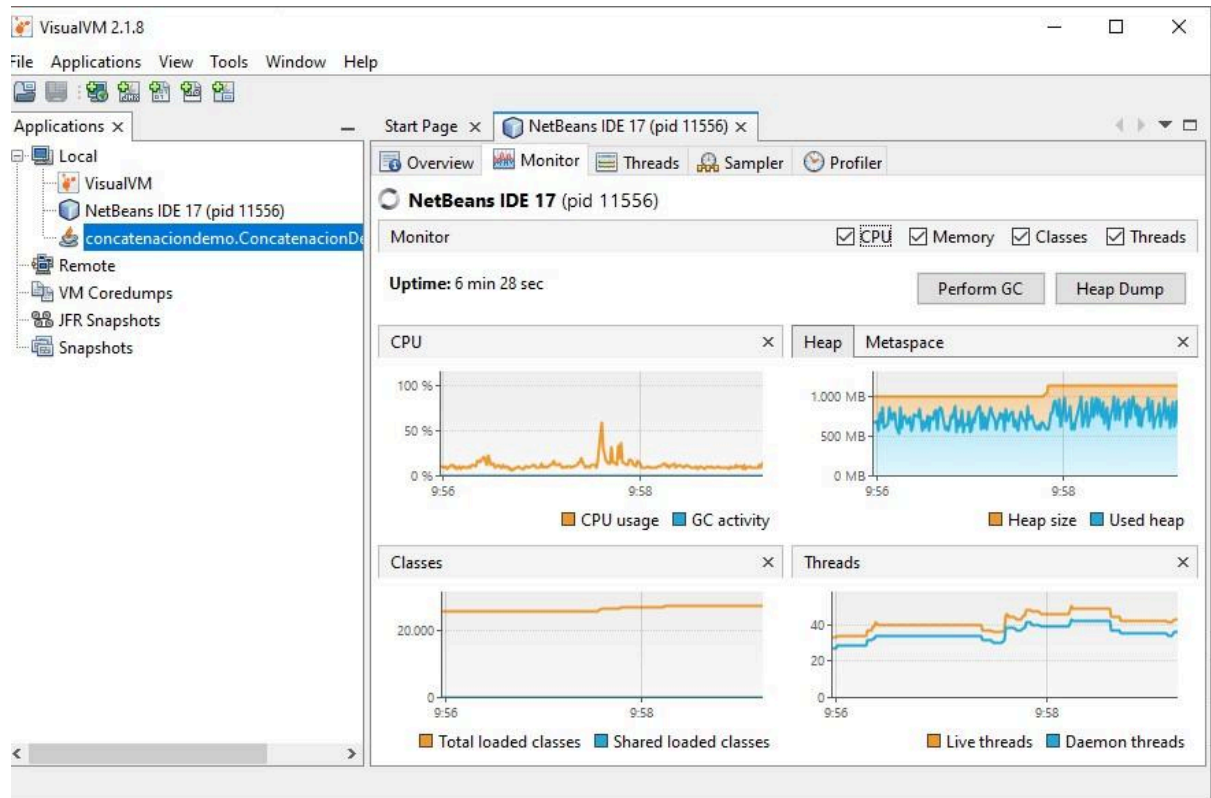 VisualVM 2.1.8
File Applications View Tools Window Help
Applications
Start Page NetBeans IDE 17 (pid 11556)
Local
VisualVM
NetBeans IDE 17 (pid 11556)
concatenaciondemo.ConcatenacionDe
Remote
VM Coredumps
JFR Snapshots
Snapshots
Overview Monitor Threads Sampler Profiler
NetBeans IDE 17 (pid 11556)
Monitor CPU Memory Classes Threads
Uptime: 6 min 28 sec
Perform GC Heap Dump
CPU
100 %
50 %
0 %
9:56 9:58
CPU usage GC activity
Heap Metaspace
1.000 MB
500 MB
0 MB
9:56 9:58
Heap size Used heap
Classes
20.000
0
9:56 9:58
Total loaded classes Shared loaded classes
Threads
40
20
0
9:56 9:58
Live threads Daemon threads